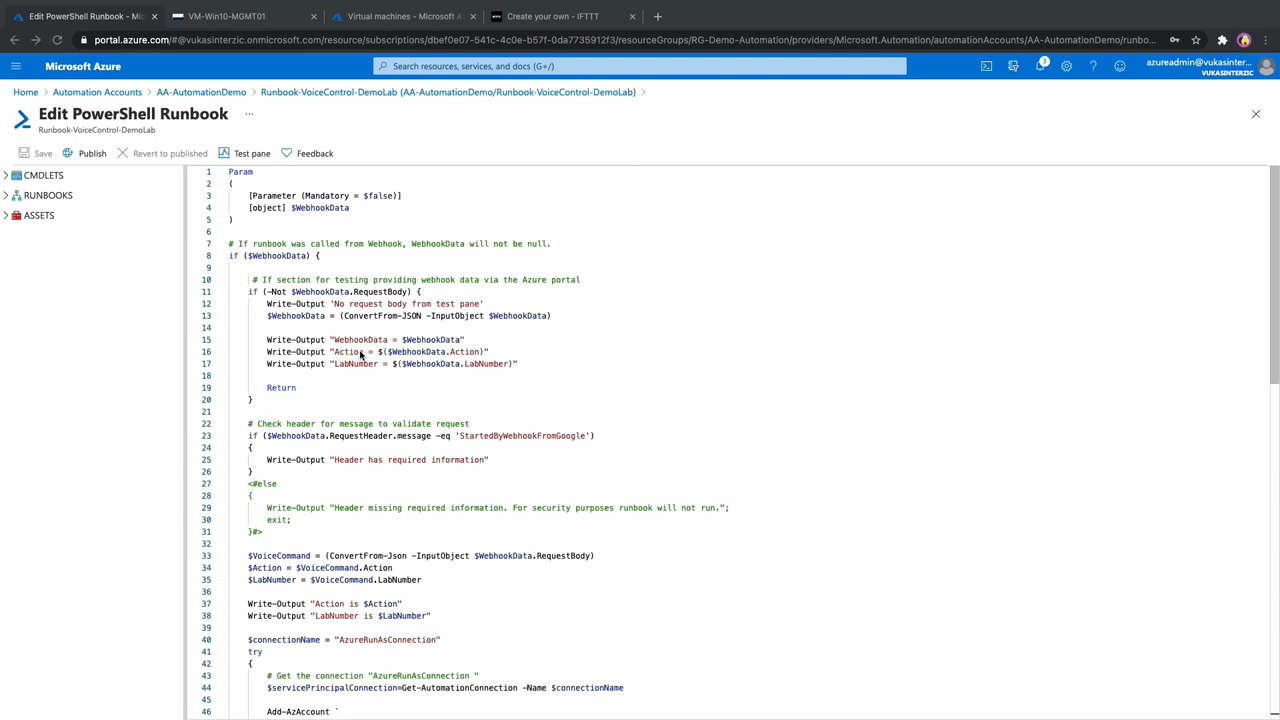 Edit PowerShell Runbook - Mic
VM-Win10-MGMT01
Virtual machines - Microsoft A
Create your own - IFTTT
portal.azure.com/#@vukasinterzic.onmicrosoft.com/resource/subscriptions/dbef0e07-541c-4c0e-b57f-0da7735912f3/resourceGroups/RG-Demo-Automation/providers/Microsoft.Automation/automationAccounts/AA-AutomationDemo/runbo...
Microsoft Azure
Search resources, services, and docs (G+/)
azureadmin@vukasinter...
VUKASINTERZIC
Home > Automation Accounts > AA-AutomationDemo > Runbook-VoiceControl-DemoLab (AA-AutomationDemo/Runbook-VoiceControl-DemoLab) >
Edit PowerShell Runbook ...
Runbook-VoiceControl-DemoLab
Save Publish Revert to published Test pane Feedback
CMDLETS
RUNBOOKS
ASSETS
1 Param
2 (
3 [Parameter (Mandatory = $false)]
4 [object] $WebhookData
5 )
6
7 # If runbook was called from Webhook, WebhookData will not be null.
8 if ($WebhookData) {
9
10 # If section for testing providing webhook data via the Azure portal
11 if (-Not $WebhookData.RequestBody) {
12 Write-Output 'No request body from test pane'
13 $WebhookData = (ConvertFrom-JSON -InputObject $WebhookData)
14
15 Write-Output "WebhookData = $WebhookData"
16 Write-Output "Action = $($WebhookData.Action)"
17 Write-Output "LabNumber = $($WebhookData.LabNumber)"
18
19 Return
20 }
21
22 # Check header for message to validate request
23 if ($WebhookData.RequestHeader.message -eq 'StartedByWebhookFromGoogle')
24 {
25 Write-Output "Header has required information"
26 }
27 <#else
28 {
29 Write-Output "Header missing required information. For security purposes runbook will not run.";
30 exit;
31 }#>
32
33 $VoiceCommand = (ConvertFrom-Json -InputObject $WebhookData.RequestBody)
34 $Action = $VoiceCommand.Action
35 $LabNumber = $VoiceCommand.LabNumber
36
37 Write-Output "Action is $Action"
38 Write-Output "LabNumber is $LabNumber"
39
40 $connectionName = "AzureRunAsConnection"
41 try
42 {
43 # Get the connection "AzureRunAsConnection "
44 $servicePrincipalConnection=Get-AutomationConnection -Name $connectionName
45
46 Add-AzAccount `